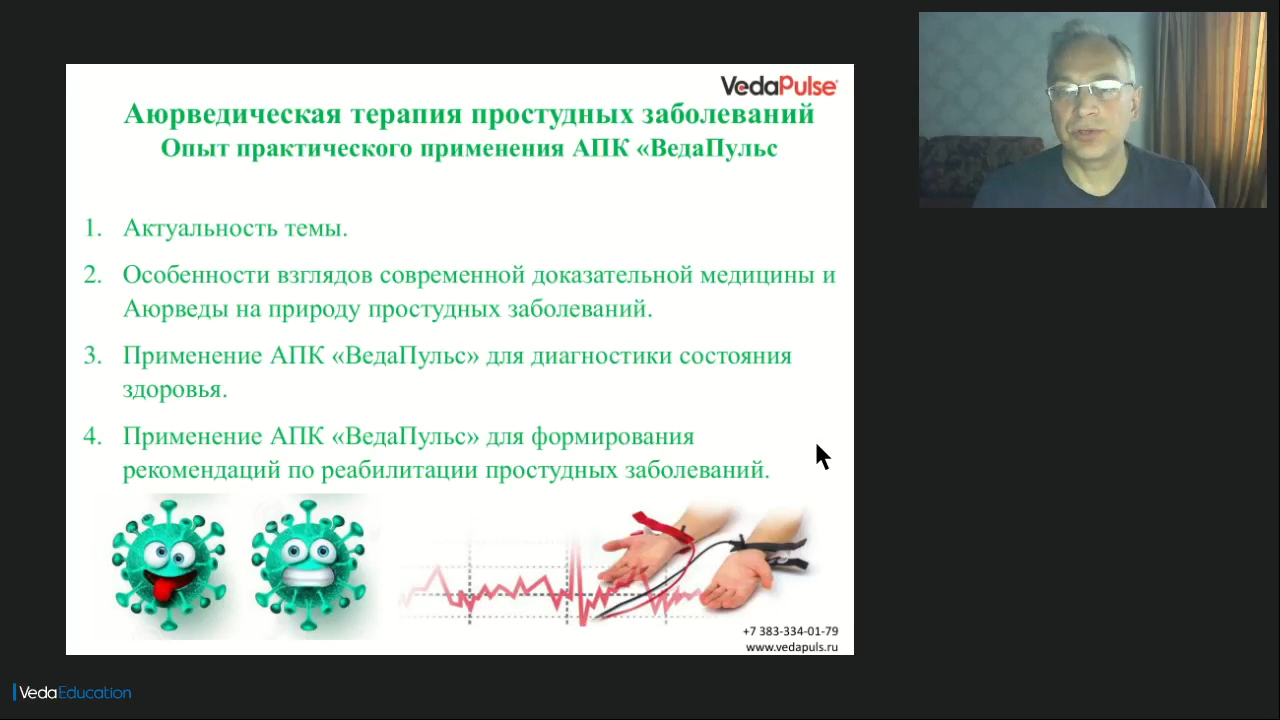 VedaPulse
Аюрведическая терапия простудных заболеваний
Опыт практического применения АПК «ВедаПульс
1. Актуальность темы.
2. Особенности взглядов современной доказательной медицины и
Аюрведы на природу простудных заболеваний.
3. Применение АПК «ВедаПульс» для диагностики состояния
здоровья.
4. Применение АПК «ВедаПульс» для формирования
рекомендаций по реабилитации простудных заболеваний.
+7 383-334-01-79
www.vedapuls.ru
VedaEducation